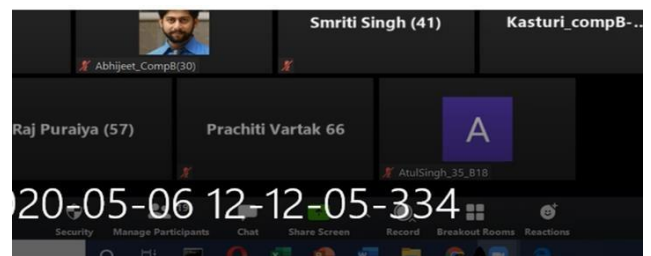 Smriti Singh (41)
Kasturi_compB-...
Abhijeet_CompB(30)
Raj Puraiya (57)
Prachiti Vartak 66
A
AtulSingh_35_B18
020-05-06 12-12-05-334
Security
Manage Participants
Chat
Share Screen
Record
Breakout Rooms
Reactions